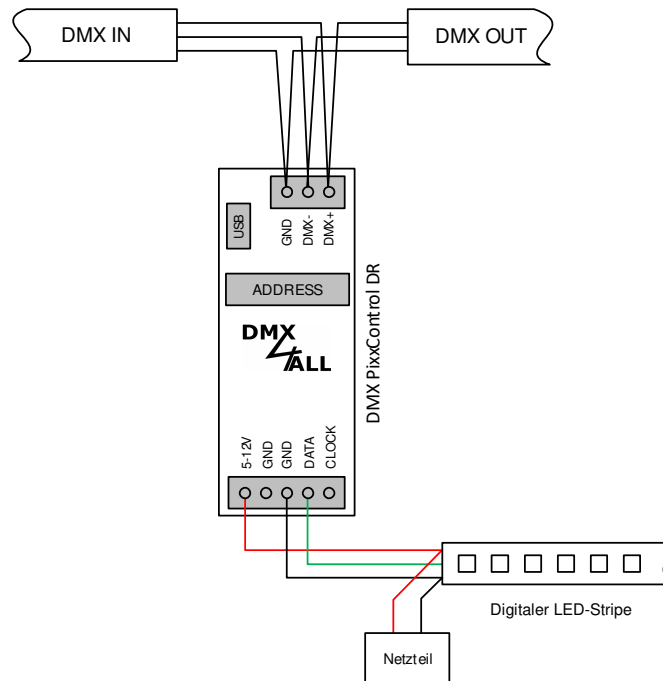 DMX IN
DMX OUT
USB
GND
DMX-
DMX+
ADDRESS
DMX
4ALL
DMX PixxControl DR
5-12V
GND
GND
DATA
CLOCK
Digitaler LED-Stripe
Netzteil